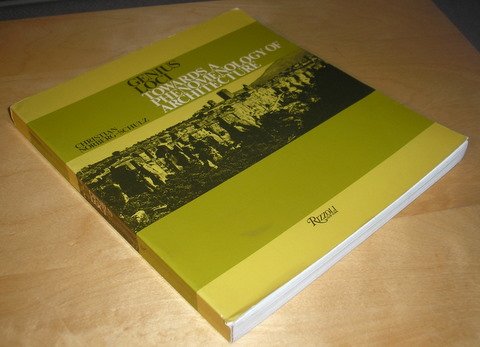 GENIUS
LOCI
TOWARDS A
PHENOMENOLOGY OF
ARCHITECTURE
CHRISTIAN
NORBERG-SCHULZ
RIZZOLI